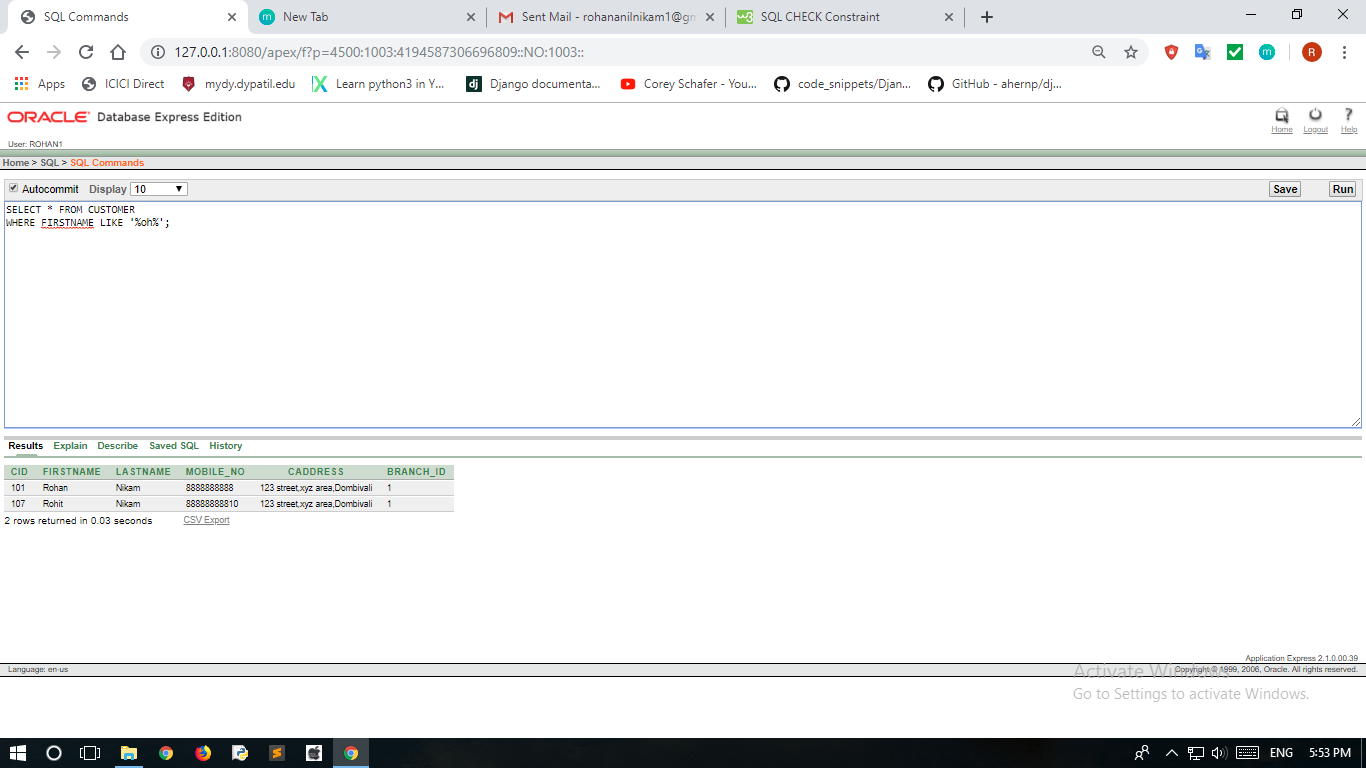 SQL Commands
New Tab
Sent Mail - rohananilnikam1@gm
SQL CHECK Constraint
127.0.0.1:8080/apex/f?p=4500:1003:4194587306696809::NO:1003::
R
Apps ICICI Direct mydy.dypatil.edu Learn python3 in Y... dj Django documenta... Corey Schafer - You... code_snippets/Djan... GitHub - ahernp/dj...
ORACLE Database Express Edition
Home Logout Help
User: ROHAN1
Home > SQL > SQL Commands
Autocommit Display 10 Save Run
SELECT * FROM CUSTOMER
WHERE FIRSTNAME LIKE '%oh%';
Results Explain Describe Saved SQL History
CID FIRSTNAME LASTNAME MOBILE_NO CADDRESS BRANCH_ID
101 Rohan Nikam 8888888888 123 street,xyz area,Dombivali 1
107 Rohit Nikam 88888888810 123 street,xyz area,Dombivali 1
2 rows returned in 0.03 seconds CSV Export
Application Express 2.1.0.00.39
Language: en-us Copyright © 1999, 2006, Oracle. All rights reserved.
Activate Windows
Go to Settings to activate Windows.
ENG 5:53 PM